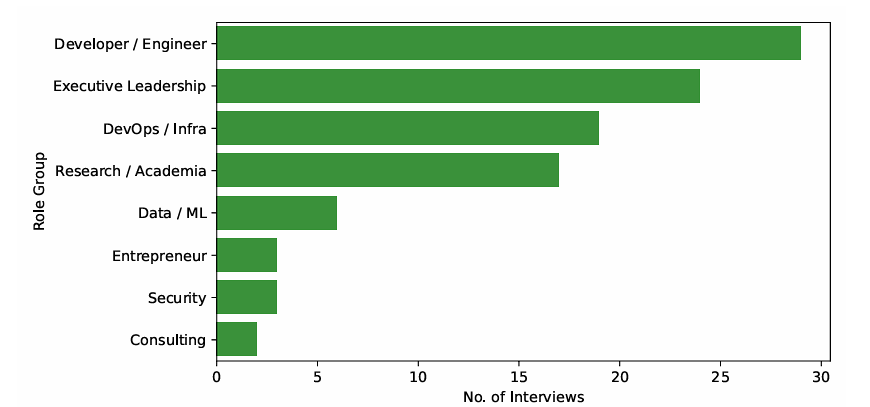 Developer / Engineer
Executive Leadership
DevOps / Infra
Research / Academia
Data / ML
Entrepreneur
Security
Consulting
Role Group
0 5 10 15 20 25 30
No. of Interviews